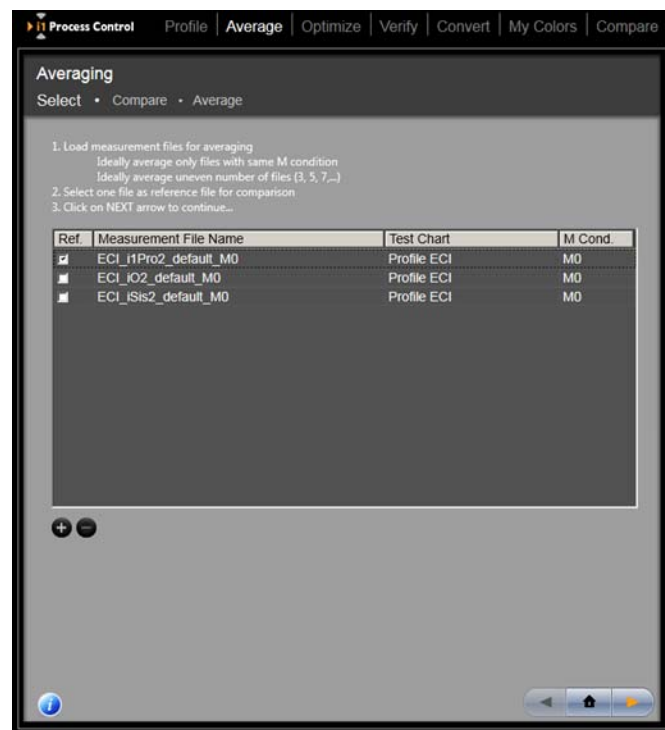 i1 Process Control Profile | Average | Optimize | Verify | Convert | My Colors | Compare
Averaging
Select • Compare • Average
1. Load measurement files for averaging
Ideally average only files with same M condition
Ideally average uneven number of files (3, 5, 7,...)
2. Select one file as reference file for comparison
3. Click on NEXT arrow to continue...
Ref. Measurement File Name Test Chart M Cond.
ECI_i1Pro2_default_M0 Profile ECI M0
ECI_iO2_default_M0 Profile ECI M0
ECI_iSis2_default_M0 Profile ECI M0